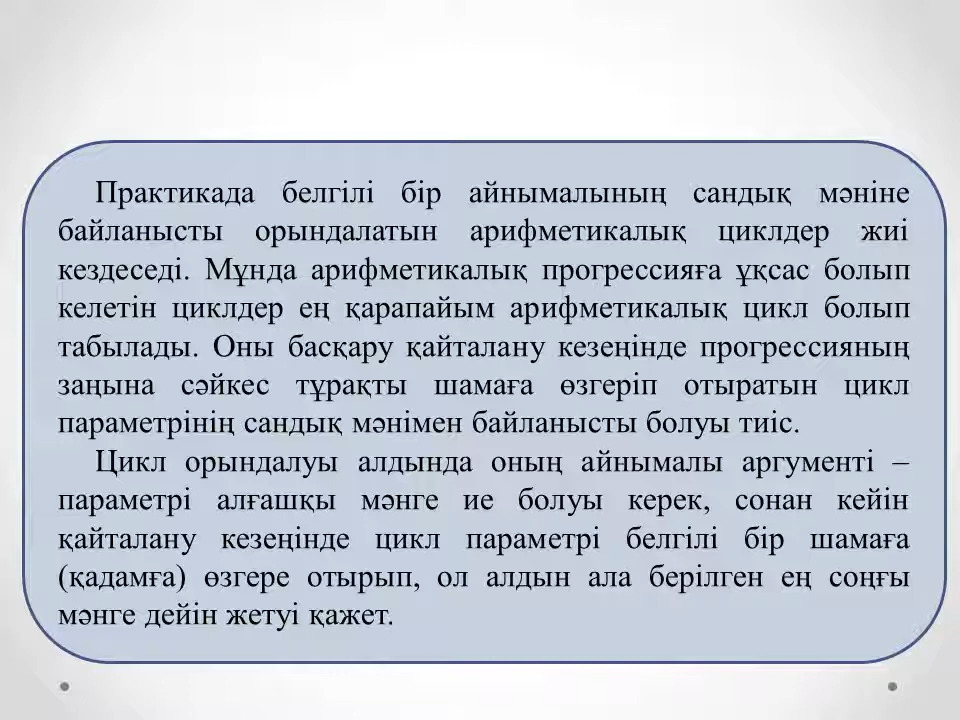 Практикада белгілі бір айнымалының сандық мәніне
байланысты орындалатын арифметикалық циклдер жиі
кездеседі. Мұнда арифметикалық прогрессияға ұқсас болып
келетін циклдер ең қарапайым арифметикалық цикл болып
табылады. Оны басқару қайталану кезеңінде прогрессияның
заңына сәйкес тұрақты шамаға өзгеріп отыратын цикл
параметрінің сандық мәнімен байланысты болуы тиіс.
Цикл орындалуы алдында оның айнымалы аргументі –
параметрі алғашқы мәнге ие болуы керек, сонан кейін
қайталану кезеңінде цикл параметрі белгілі бір шамаға
(қадамға) өзгере отырып, ол алдын ала берілген ең соңғы
мәнге дейін жетуі қажет.